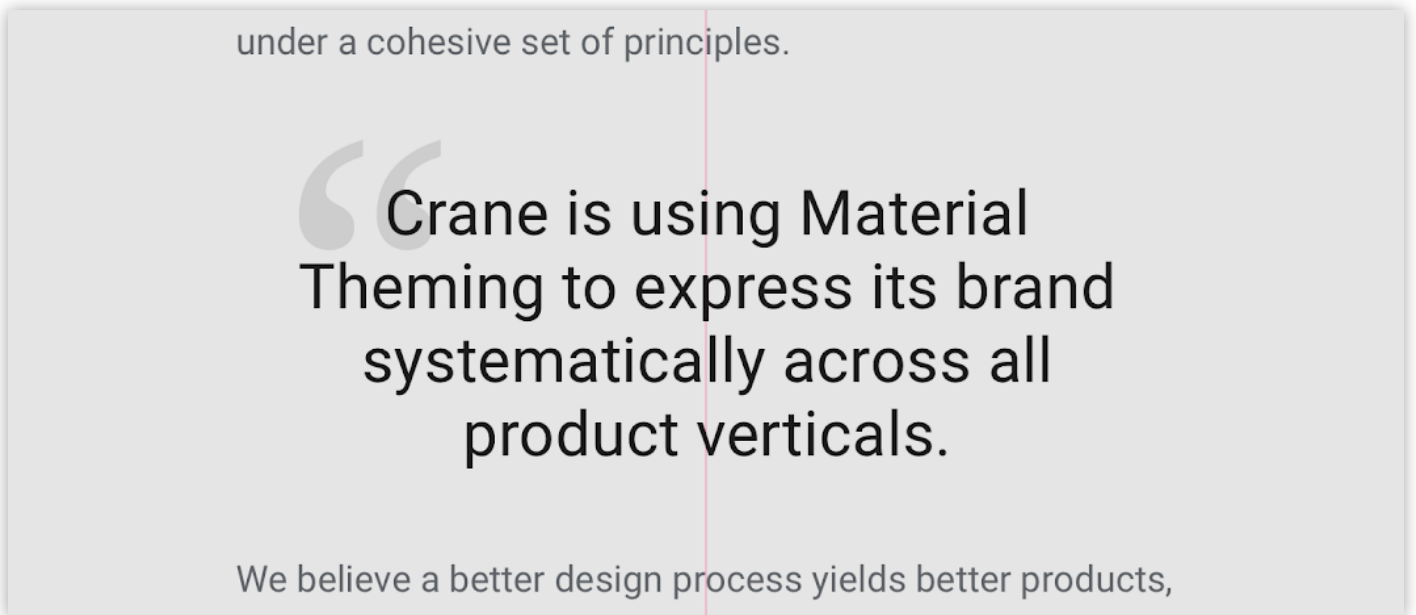 under a cohesive set of principles.
“
Crane is using Material
Theming to express its brand
systematically across all
product verticals.
We believe a better design process yields better products,